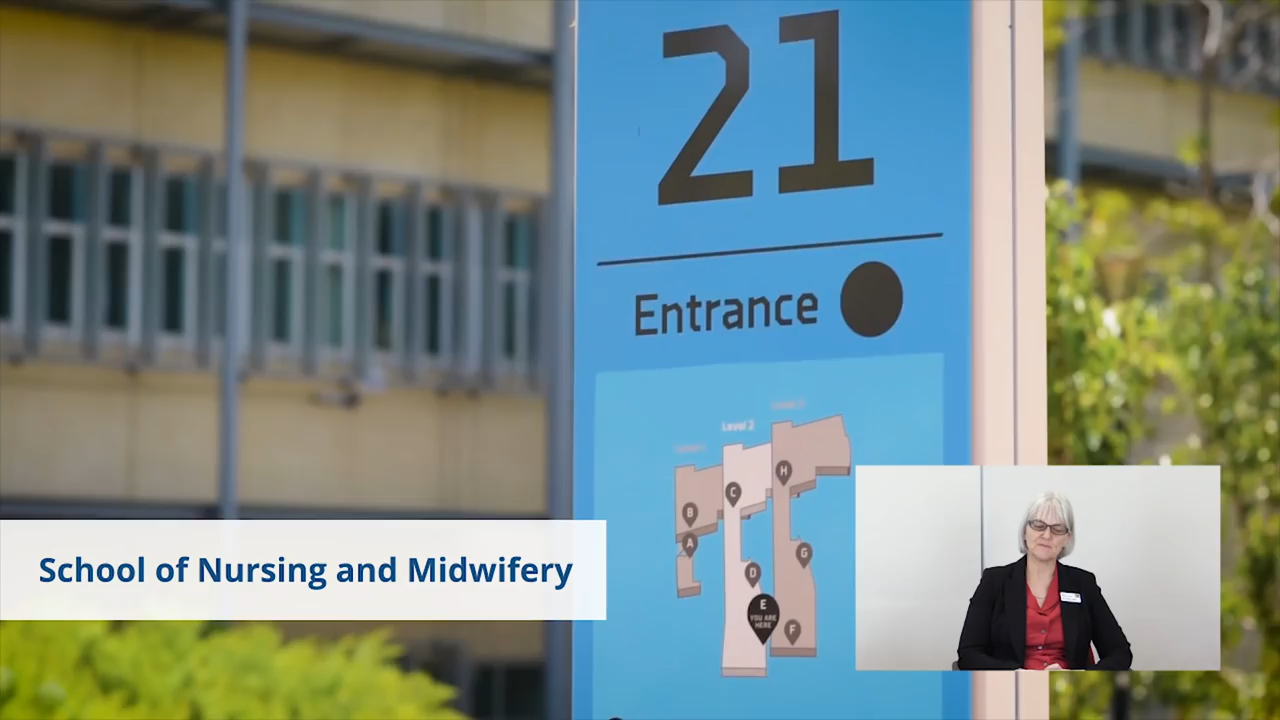 21
Entrance
Level 2
H
C
B
A
G
D
E
YOU ARE
HERE
F
School of Nursing and Midwifery